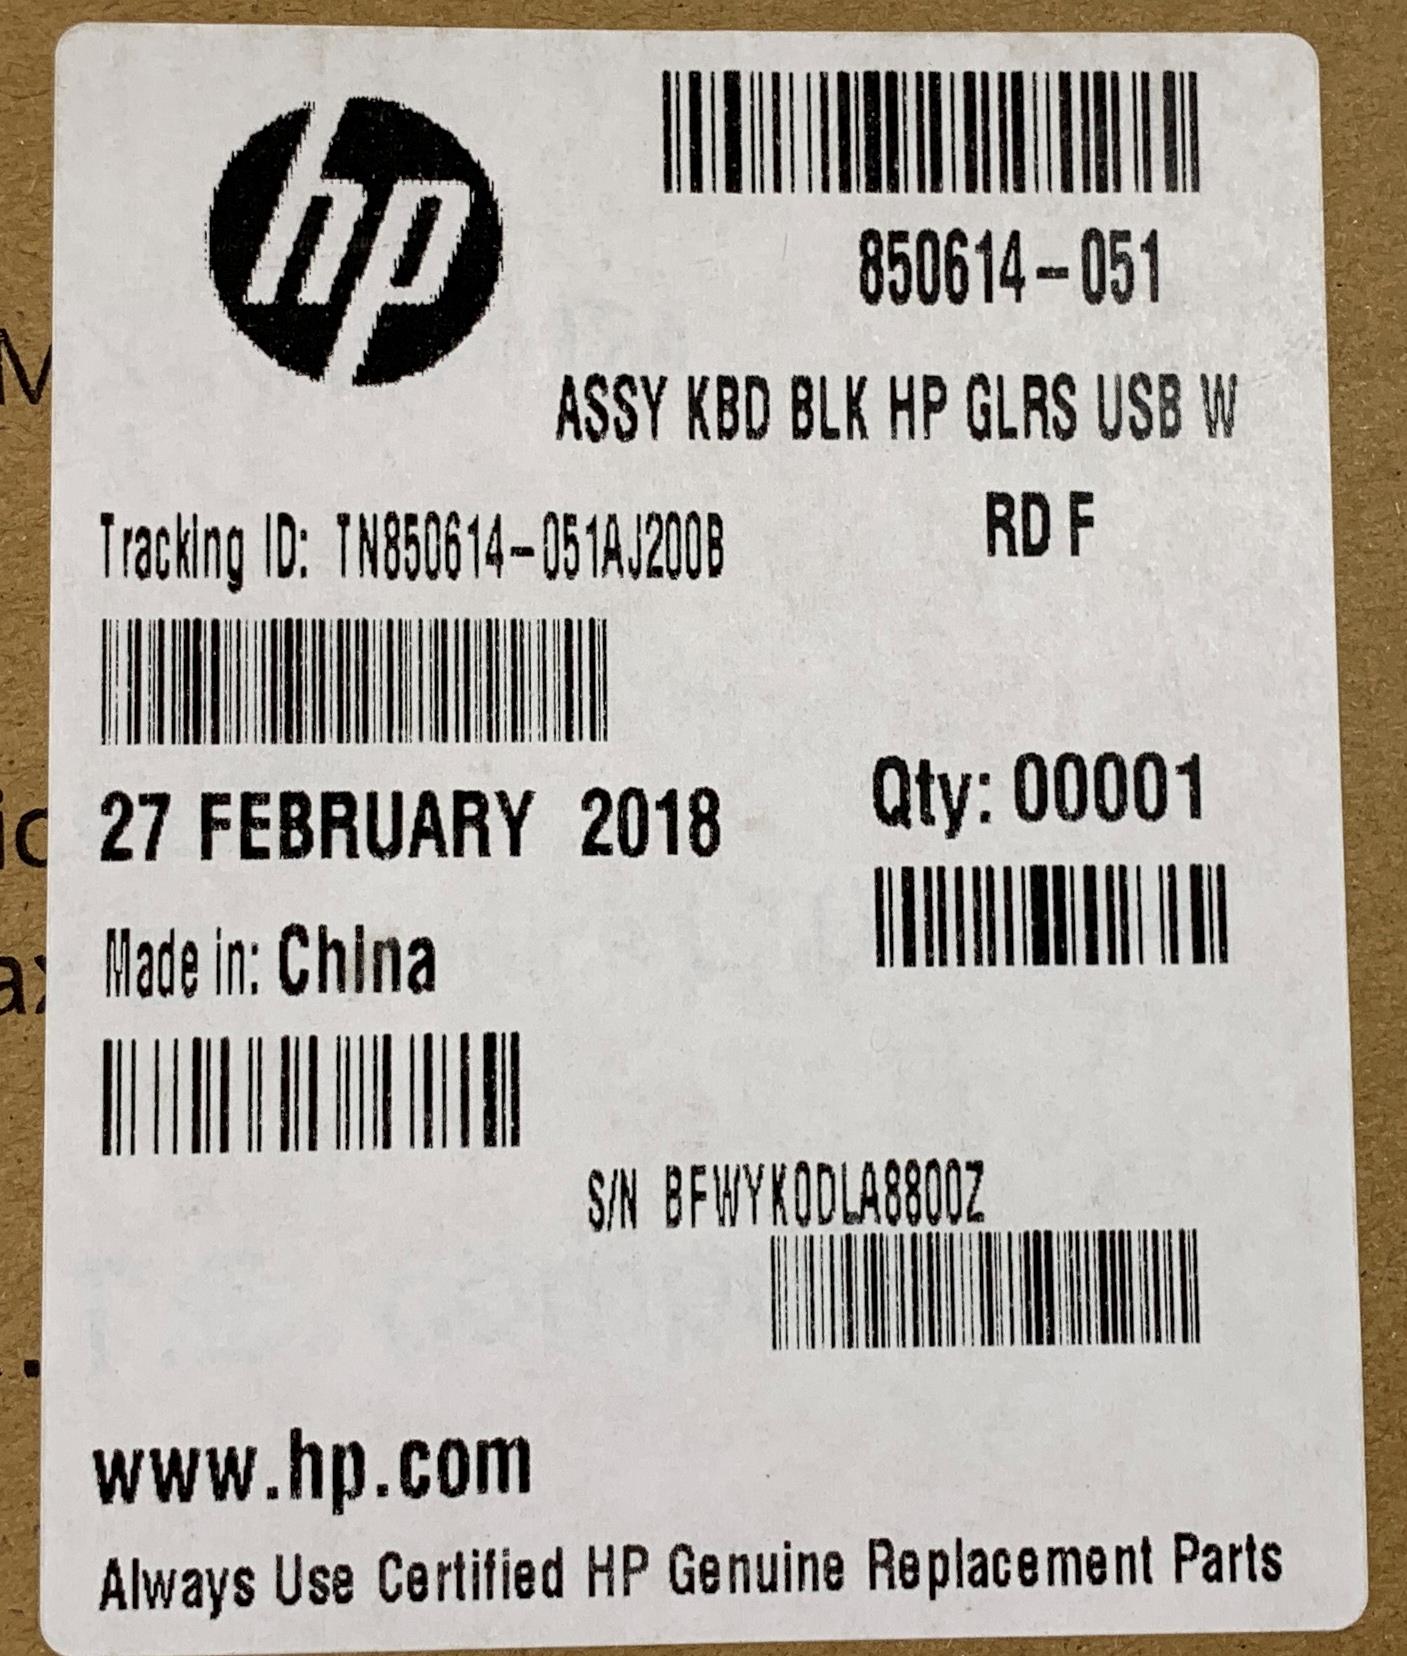 hp
850614-051
ASSY KBD BLK HP GLRS USB W
RD F
Tracking ID: TN850614-051AJ200B
27 FEBRUARY 2018
Qty: 00001
Made in: China
S/N BFWYK0DLA8800Z
www.hp.com
Always Use Certified HP Genuine Replacement Parts